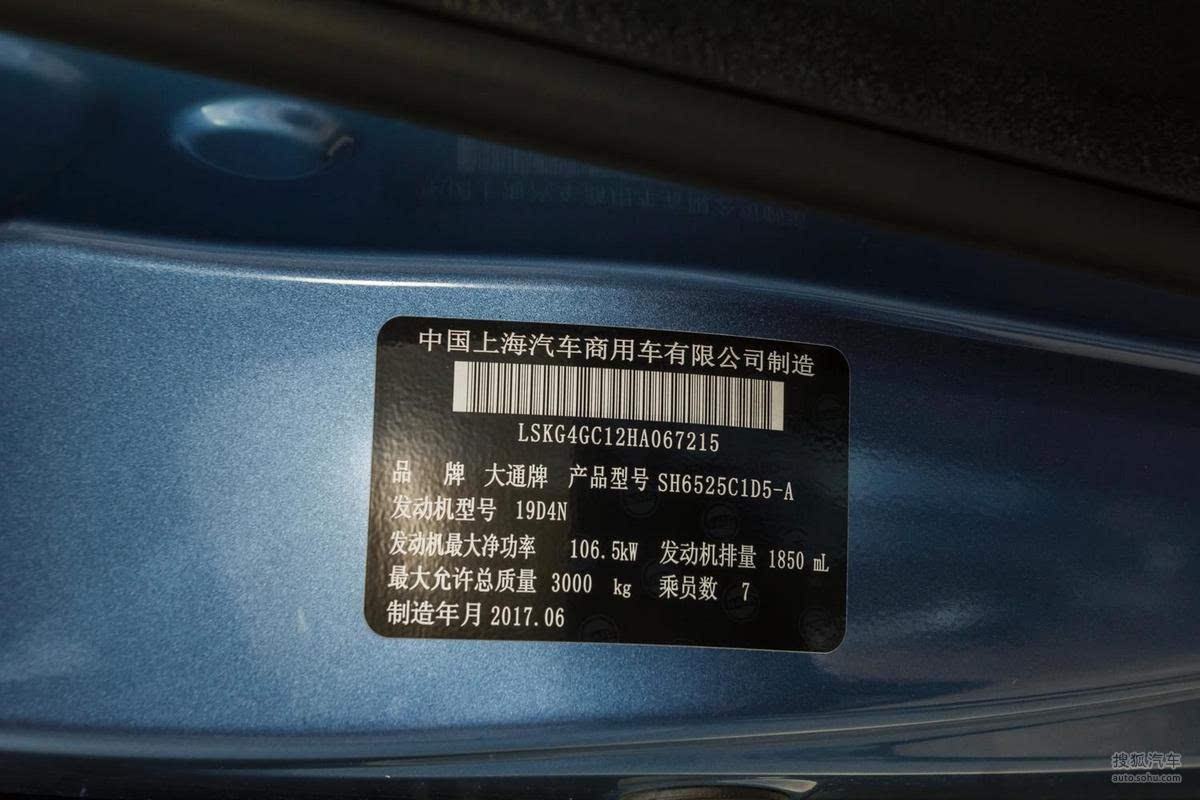 中国上海汽车商用车有限公司制造
LSKG4GC12HA067215
品 牌 大通牌 产品型号 SH6525C1D5-A
发动机型号 19D4N
发动机最大净功率 106.5kW 发动机排量 1850 mL
最大允许总质量 3000 kg 乘员数 7
制造年月 2017.06
搜狐汽车
auto.sohu.com